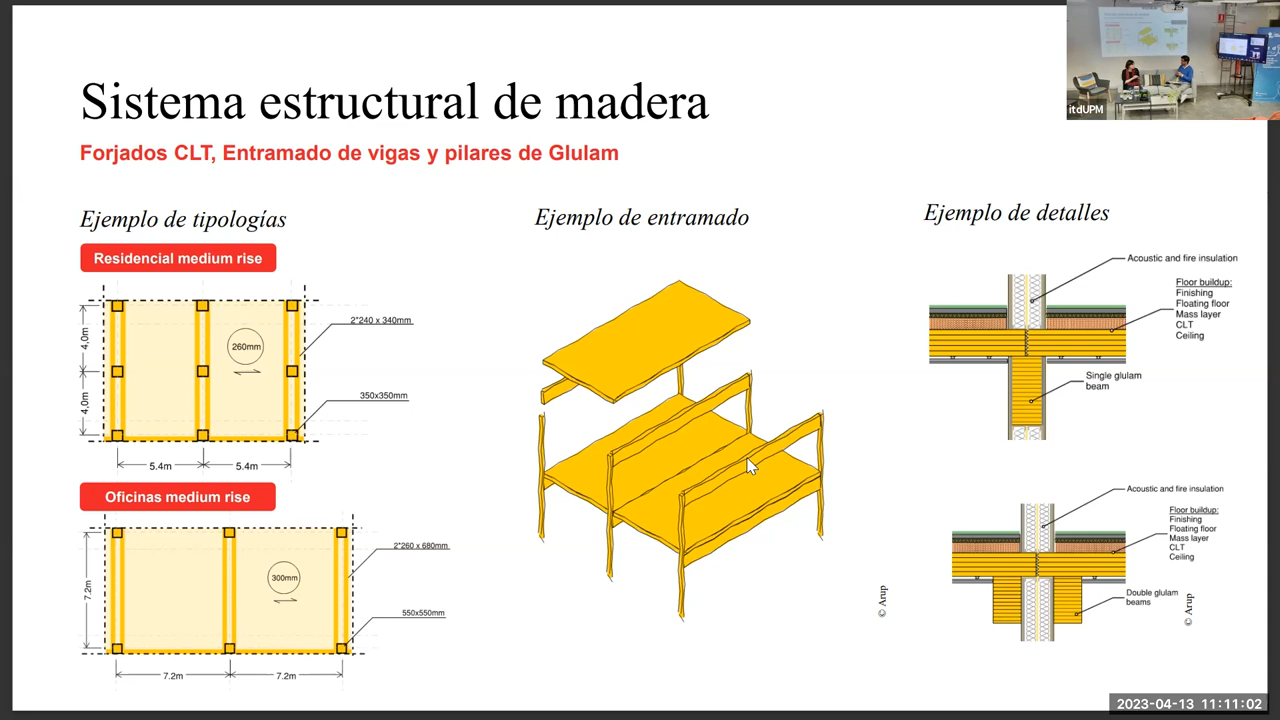 itdUPM
Sistema estructural de madera
Forjados CLT, Entramado de vigas y pilares de Glulam
Ejemplo de tipologías
Residencial medium rise
4,0m
4,0m
260mm
2*240 x 340mm
350x350mm
5.4m
5.4m
Oficinas medium rise
7.2m
300mm
2*260 x 680mm
550x550mm
7.2m
7.2m
Ejemplo de entramado
© Arup
Ejemplo de detalles
Acoustic and fire insulation
Floor buildup:
Finishing
Floating floor
Mass layer
CLT
Ceiling
Single glulam
beam
Acoustic and fire insulation
Floor buildup:
Finishing
Floating floor
Mass layer
CLT
Ceiling
Double glulam
beams
© Arup
2023-04-13 11:11:02